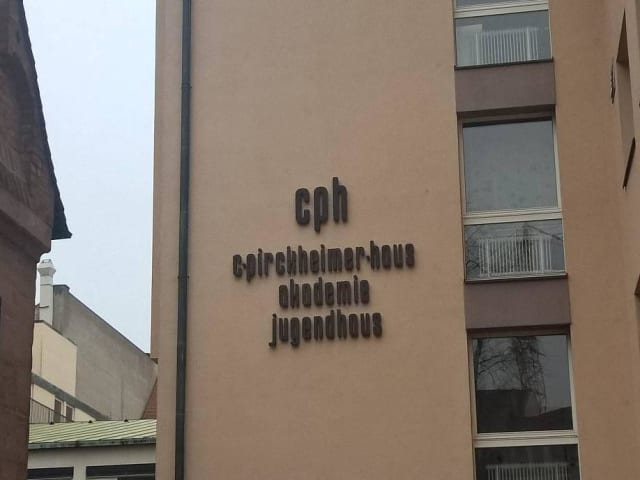 cph
c-pirckheimer-haus
akademie
jugendhaus